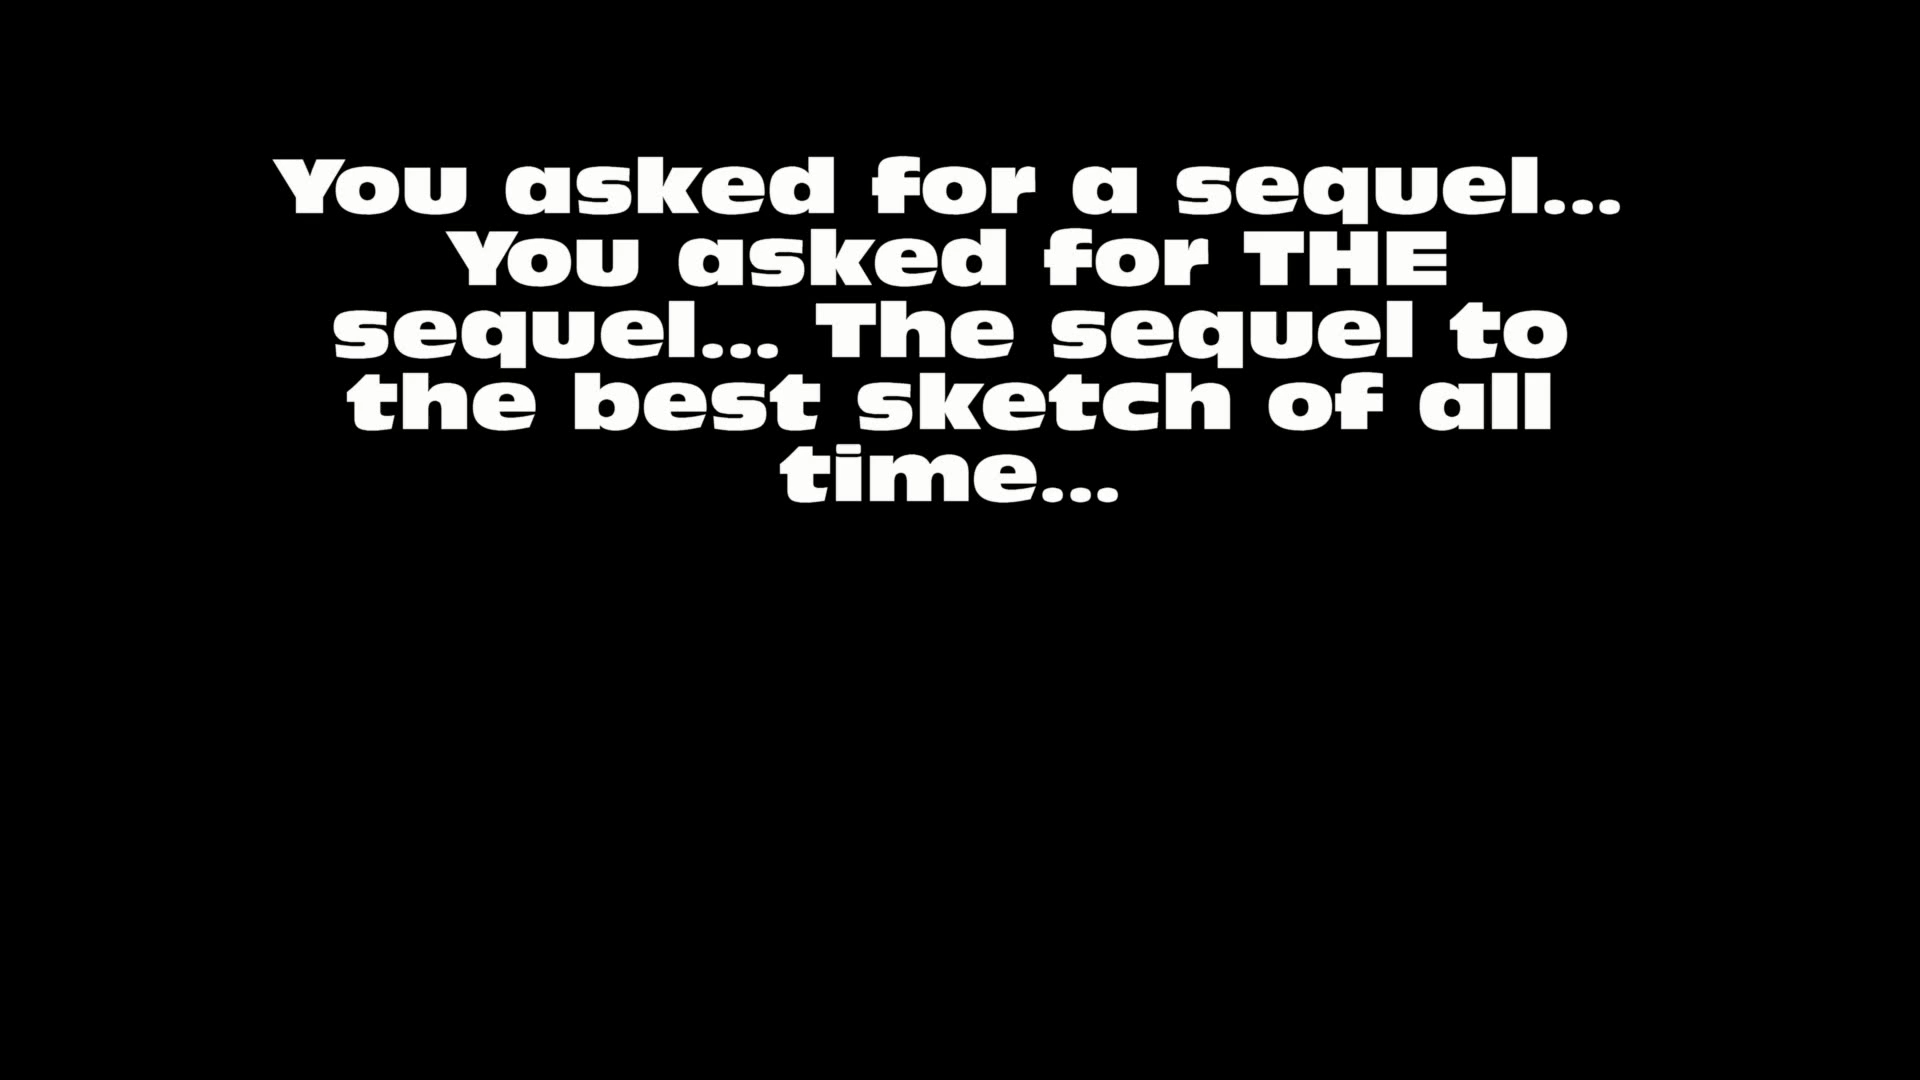 You asked for a sequel...
You asked for THE
sequel... The sequel to
the best sketch of all
time...